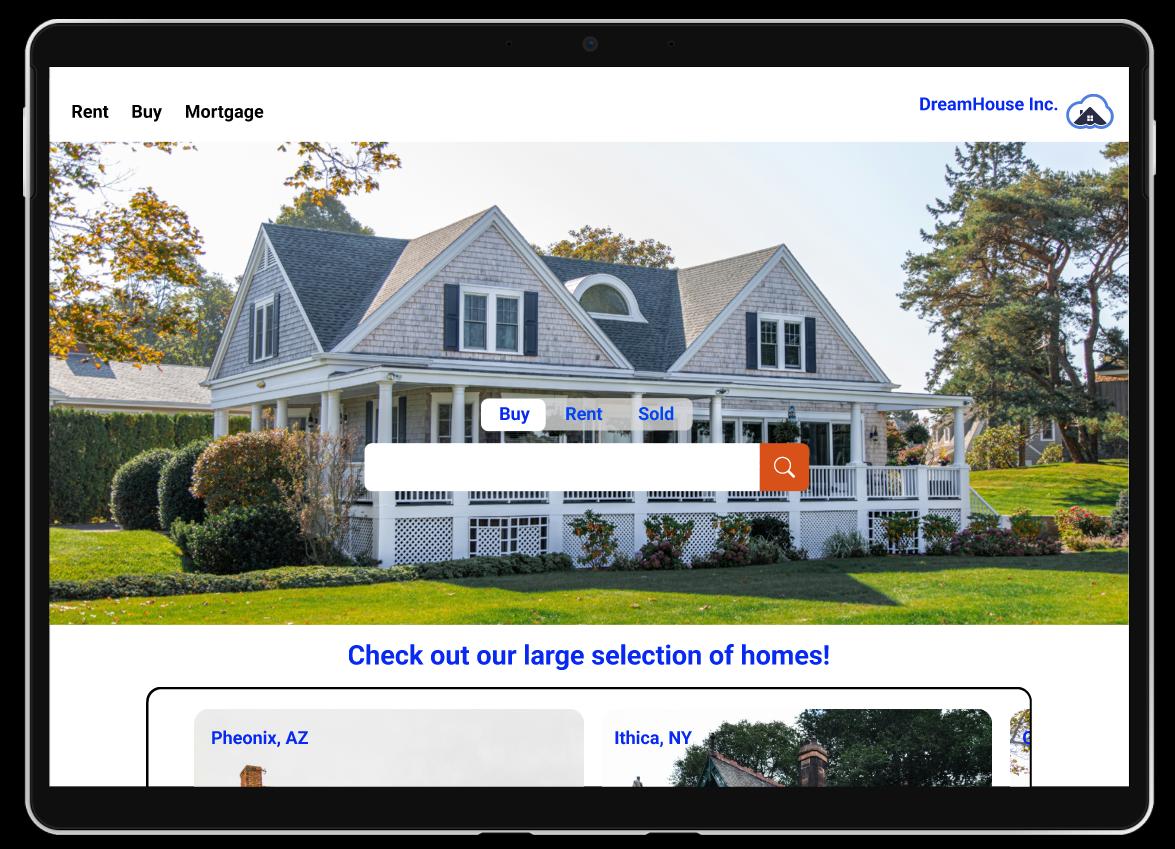 Rent Buy Mortgage
DreamHouse Inc.
Buy Rent Sold
Check out our large selection of homes!
Pheonix, AZ
Ithica, NY